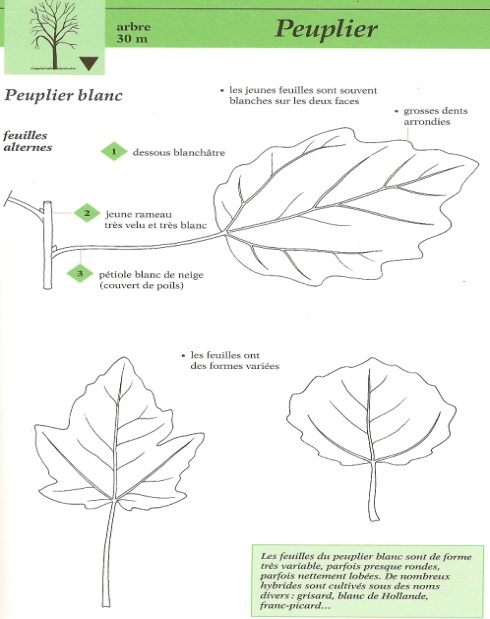 arbre
30 m
Peuplier
Peuplier blanc
• les jeunes feuilles sont souvent
blanches sur les deux faces
• grosses dents
arrondies
feuilles
alternes
1 dessous blanchâtre
2 jeune rameau
très velu et très blanc
3 pétiole blanc de neige
(couvert de poils)
• les feuilles ont
des formes variées
Les feuilles du peuplier blanc sont de forme
très variable, parfois presque rondes,
parfois nettement lobées. De nombreux
hybrides sont cultivés sous des noms
divers : grisard, blanc de Hollande,
franc-picard...